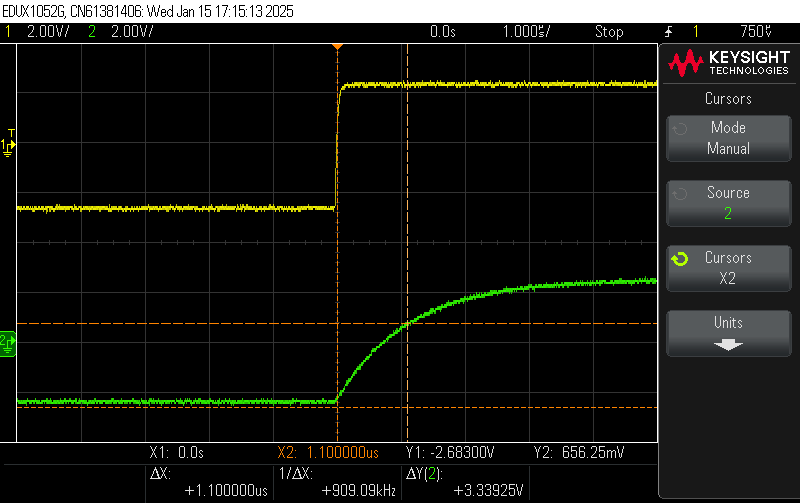 EDUX1052G, CN61381406: Wed Jan 15 17:15:13 2025
1 2.00V/ 2 2.00V/ 0.0s 1.000s/ Stop 1 750V
KEYSIGHT
TECHNOLOGIES
Cursors
Mode
Manual
T
1
Source
2
Cursors
X2
Units
2
X1: 0.0s X2: 1.100000us Y1: -2.68300V Y2: 656.25mV
ΔX: 1/ΔX: ΔY(2):
+1.100000us +909.09kHz +3.33925V